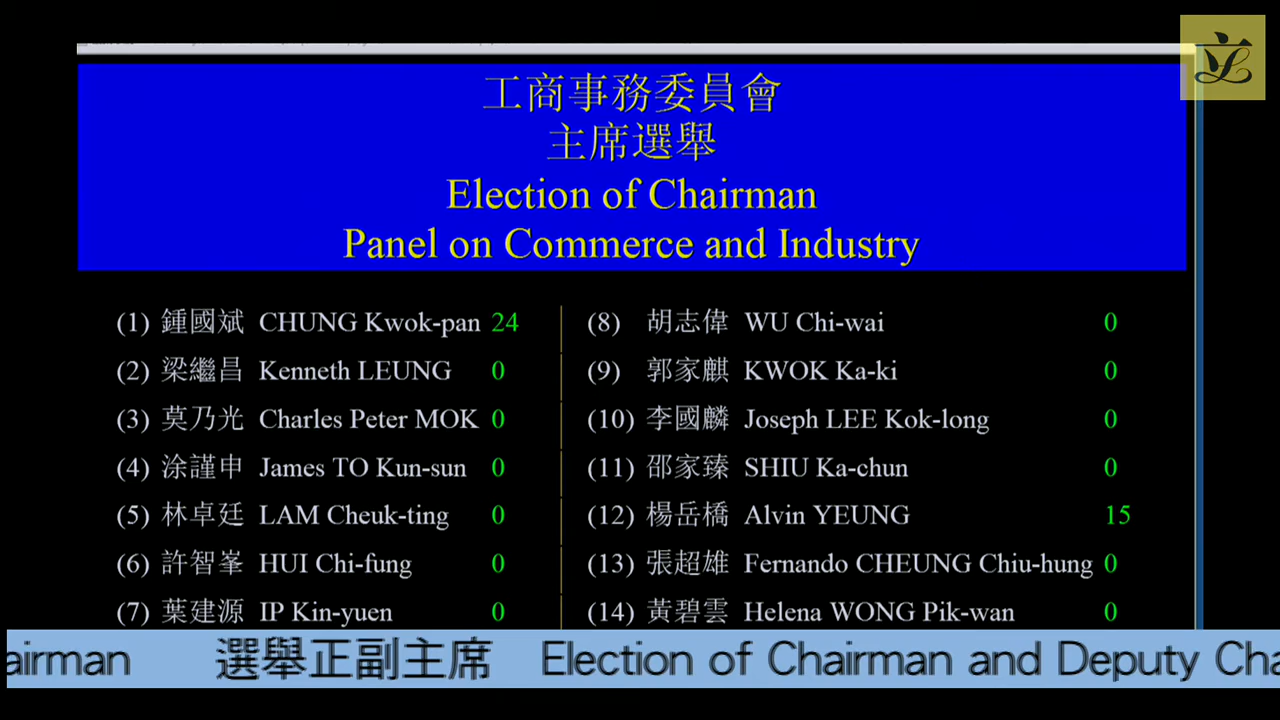 工商事務委員會
主席選舉
Election of Chairman
Panel on Commerce and Industry
(1) 鍾國斌 CHUNG Kwok-pan 24
(2) 梁繼昌 Kenneth LEUNG 0
(3) 莫乃光 Charles Peter MOK 0
(4) 涂謹申 James TO Kun-sun 0
(5) 林卓廷 LAM Cheuk-ting 0
(6) 許智峯 HUI Chi-fung 0
(7) 葉建源 IP Kin-yuen 0
(8) 胡志偉 WU Chi-wai 0
(9) 郭家麒 KWOK Ka-ki 0
(10) 李國麟 Joseph LEE Kok-long 0
(11) 邵家臻 SHIU Ka-chun 0
(12) 楊岳橋 Alvin YEUNG 15
(13) 張超雄 Fernando CHEUNG Chiu-hung 0
(14) 黃碧雲 Helena WONG Pik-wan 0
airman 選舉正副主席 Election of Chairman and Deputy Cha